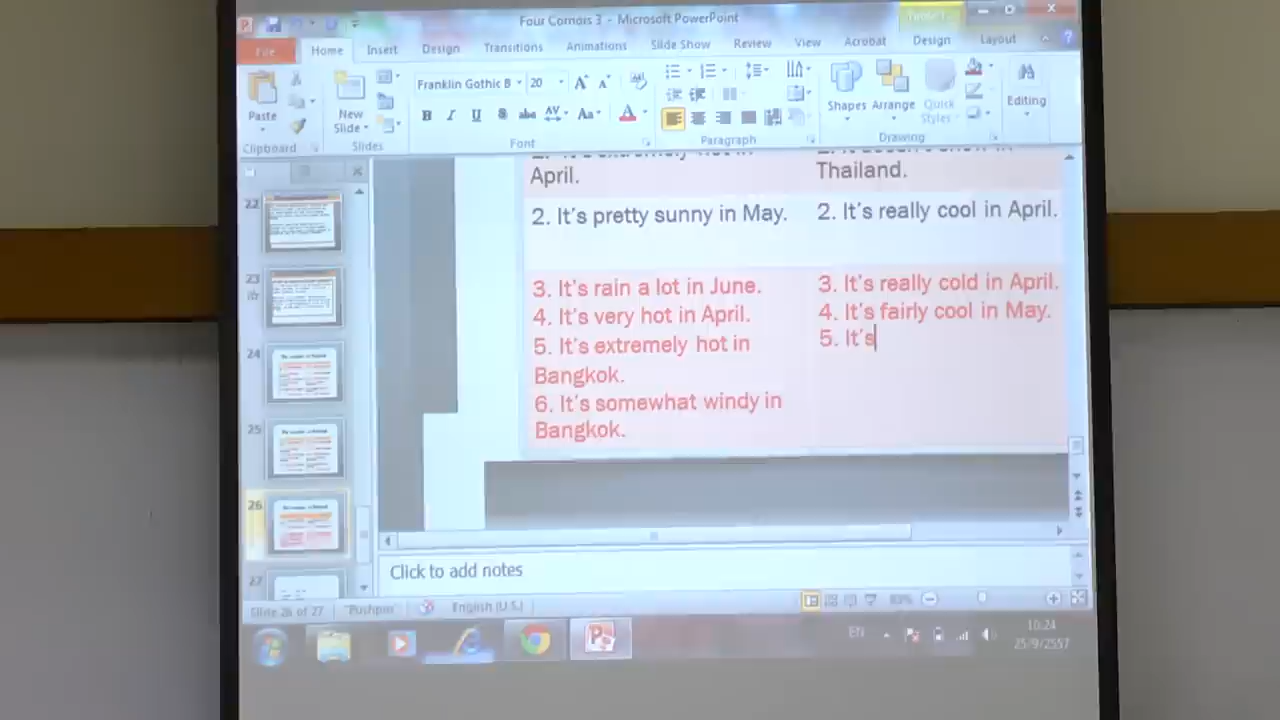 Four Corners 3 - Microsoft PowerPoint
File Home Insert Design Transitions Animations Slide Show Review View Acrobat Design Layout
Paste
New
Slide
Franklin Gothic B 20
Shapes Arrange Quick
Styles
Editing
Clipboard Slides Font Paragraph Drawing
April.
Thailand.
2. It's pretty sunny in May.
2. It's really cool in April.
3. It's rain a lot in June.
4. It's very hot in April.
5. It's extremely hot in
Bangkok.
6. It's somewhat windy in
Bangkok.
3. It's really cold in April.
4. It's fairly cool in May.
5. It's
22
23
24
25
26
27
Click to add notes
Slide 26 of 27 "Pushpin" English (U.S.)
EN
10:24
25/9/2557